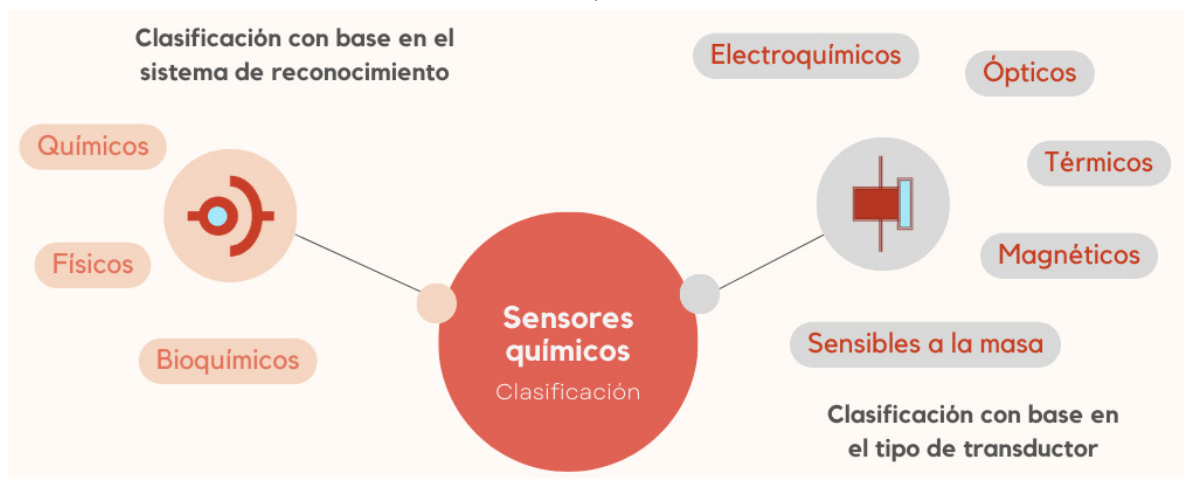 Clasificación con base en el
sistema de reconocimiento
Químicos
Físicos
Bioquímicos
Sensores
químicos
Clasificación
Electroquímicos
Ópticos
Térmicos
Magnéticos
Sensibles a la masa
Clasificación con base en
el tipo de transductor